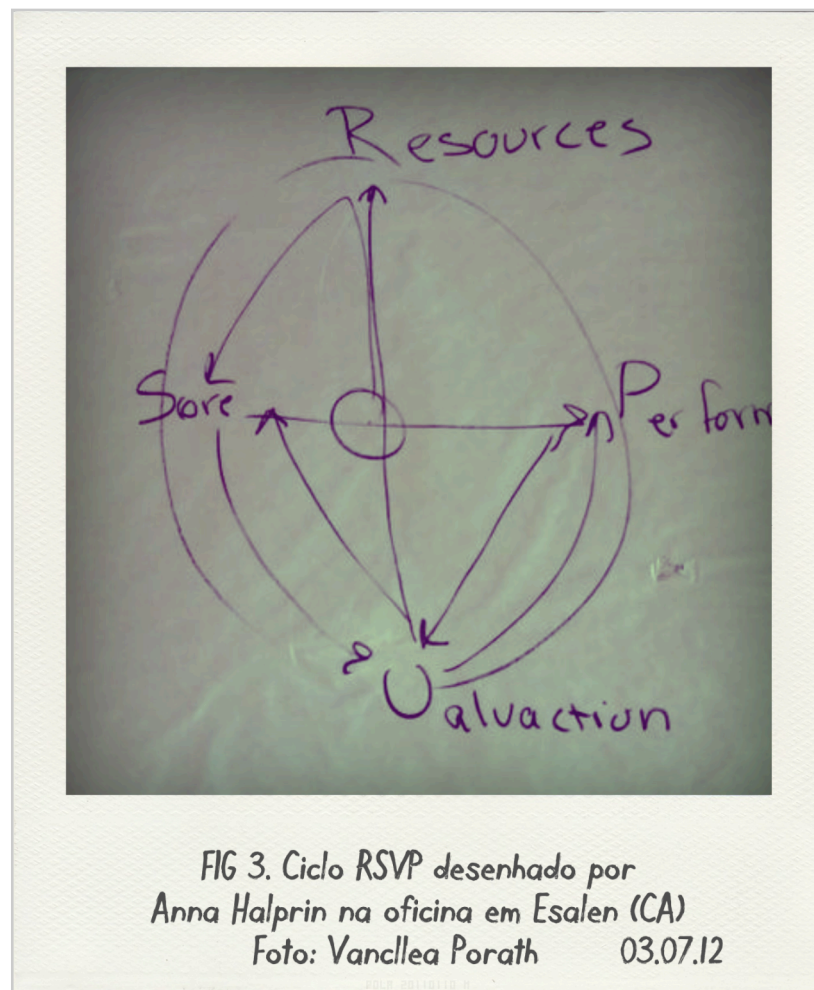 Resources
Score
Perform
Valuaction
FIG 3. Ciclo RSVP desenhado por
Anna Halprin na oficina em Esalen (CA)
Foto: Vancllea Porath 03.07.12